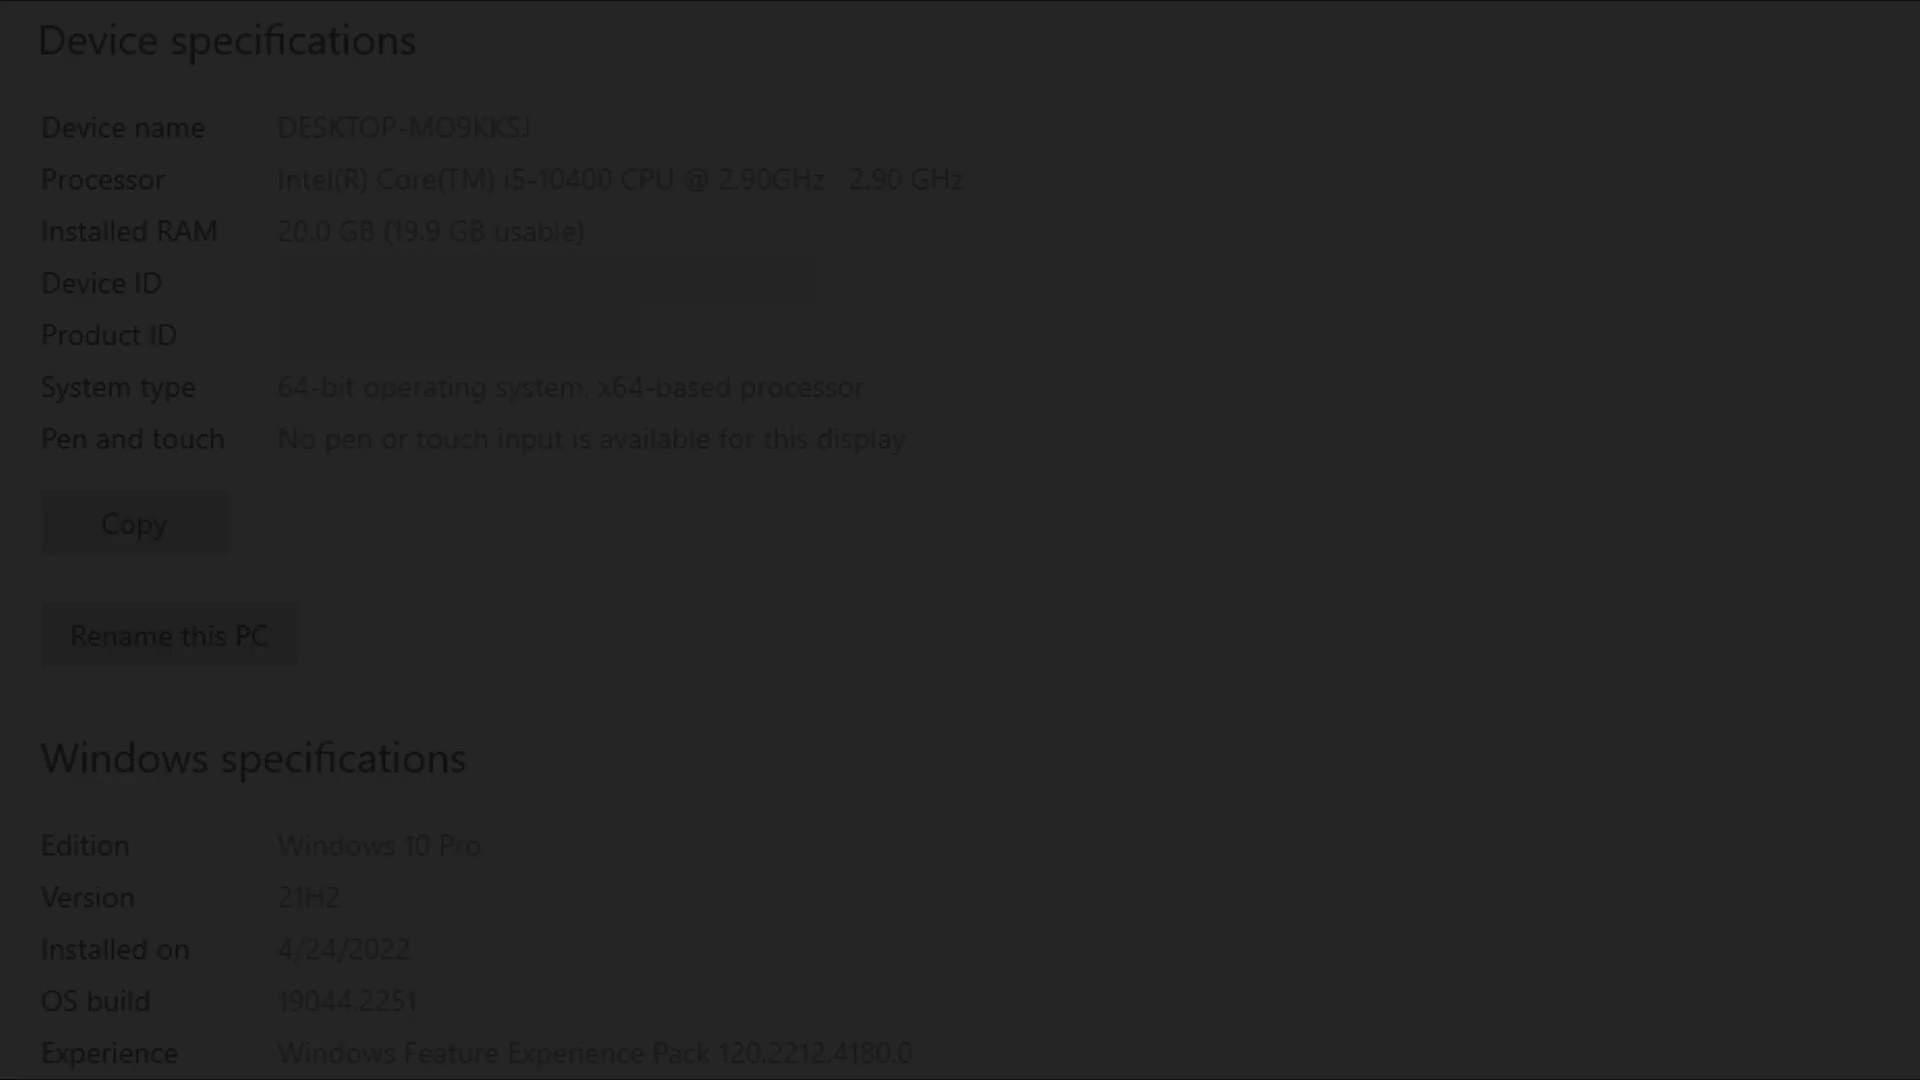 Device specifications
Device name DESKTOP-MO9KKSJ
Processor Intel(R) Core(TM) i5-10400 CPU @ 2.90GHz 2.90 GHz
Installed RAM 20.0 GB (19.9 GB usable)
Device ID
Product ID
System type 64-bit operating system, x64-based processor
Pen and touch No pen or touch input is available for this display
Copy
Rename this PC
Windows specifications
Edition Windows 10 Pro
Version 21H2
Installed on 4/24/2022
OS build 19044.2251
Experience Windows Feature Experience Pack 120.2212.4180.0